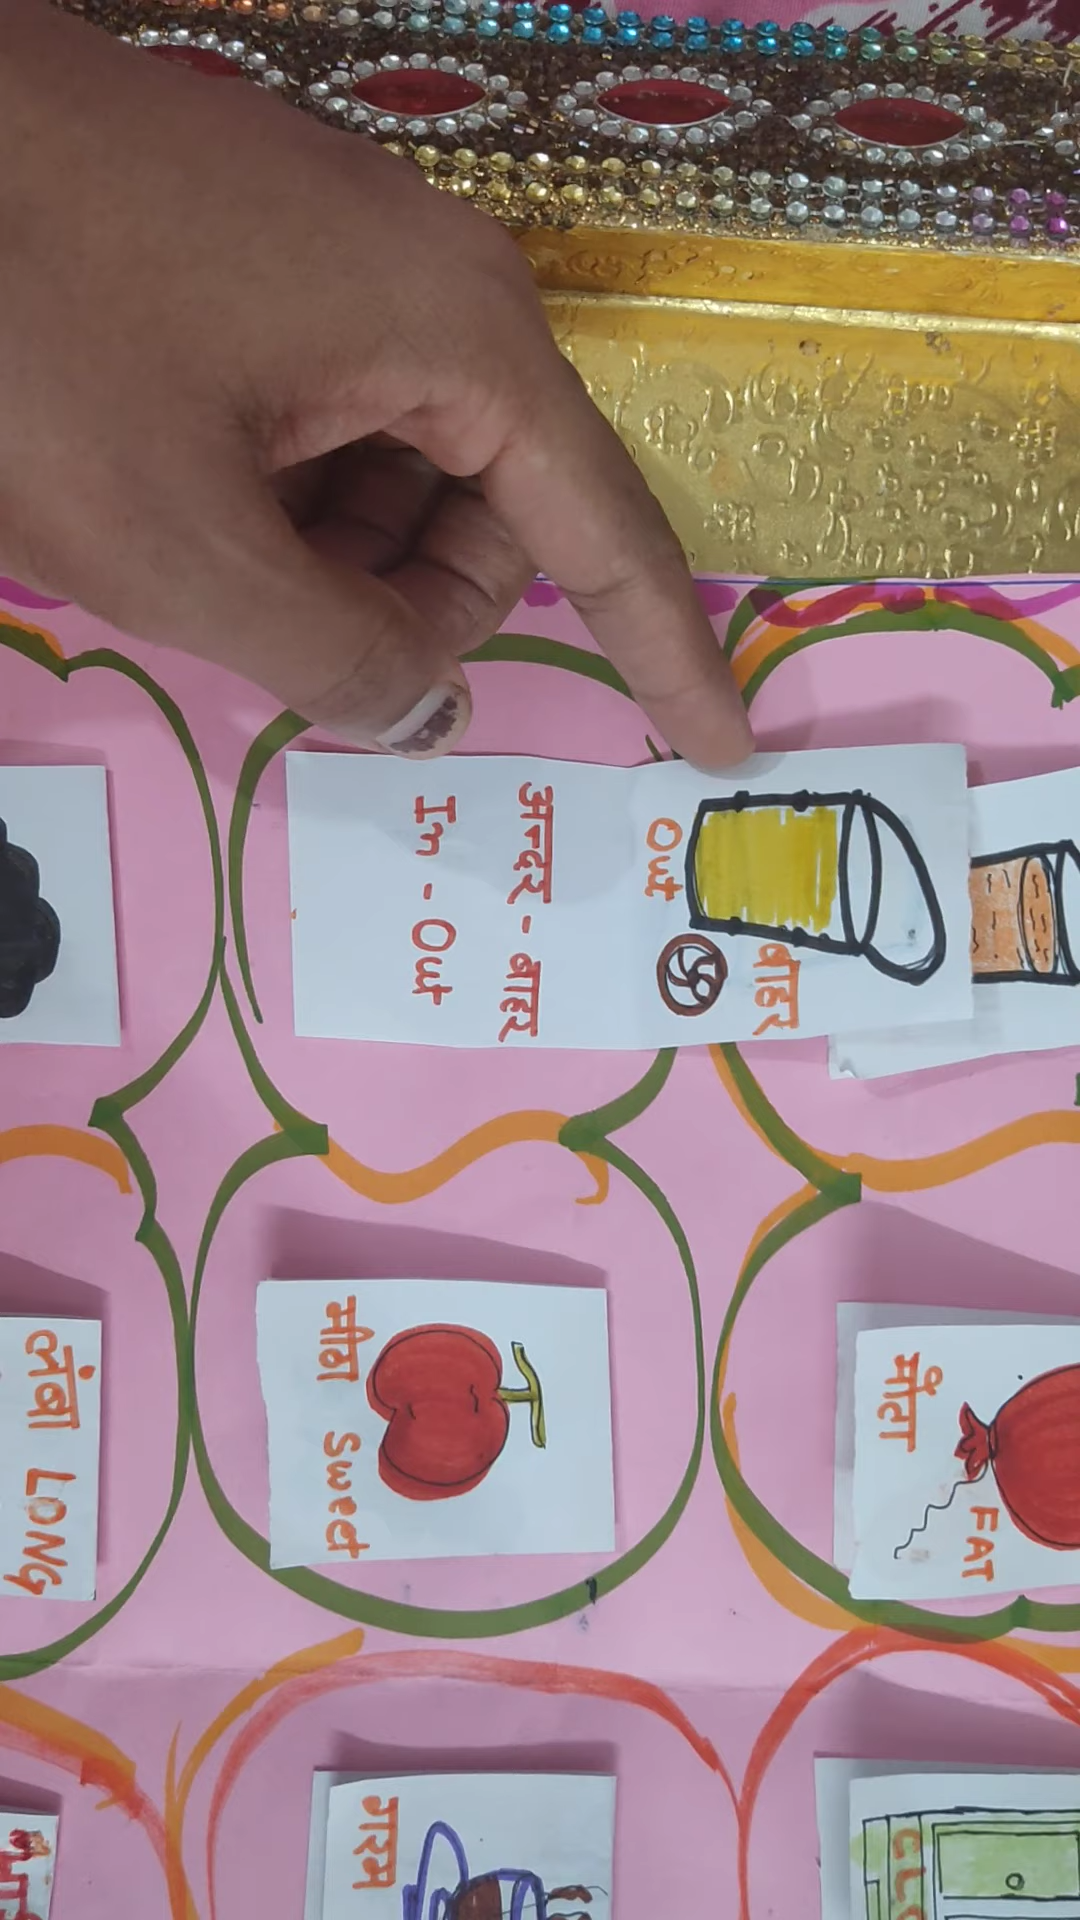 अन्दर - बाहर
In - Out
Out
बाहर
मीठा Sweet
मोटा
FAT
लंबा LONG
गरम